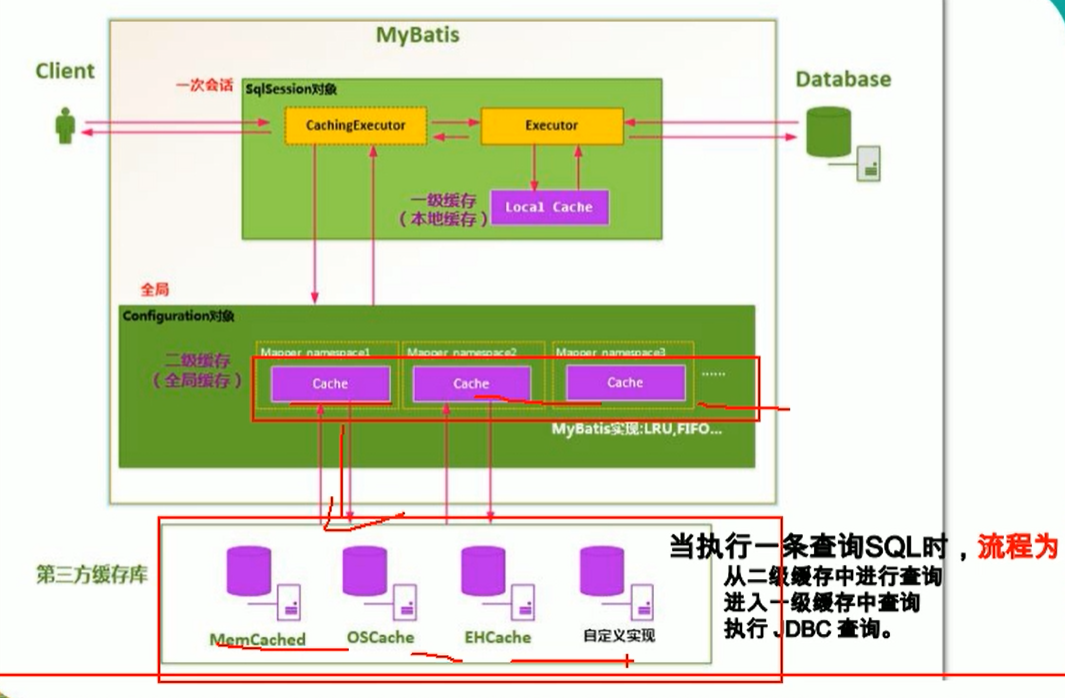 MyBatis
Client
一次会话
SqlSession对象
Database
CachingExecutor
Executor
一级缓存
（本地缓存）
Local Cache
全局
Configuration对象
二级缓存
（全局缓存）
Mapper namespace1
Mapper namespace2
Mapper namespace3
Cache
Cache
Cache
......
MyBatis实现:LRU,FIFO...
第三方缓存库
MemCached
OSCache
EHCache
自定义实现
当执行一条查询SQL时，流程为
从二级緩存中进行查询
进入一级緩存中查询
执行 JDBC 查询。